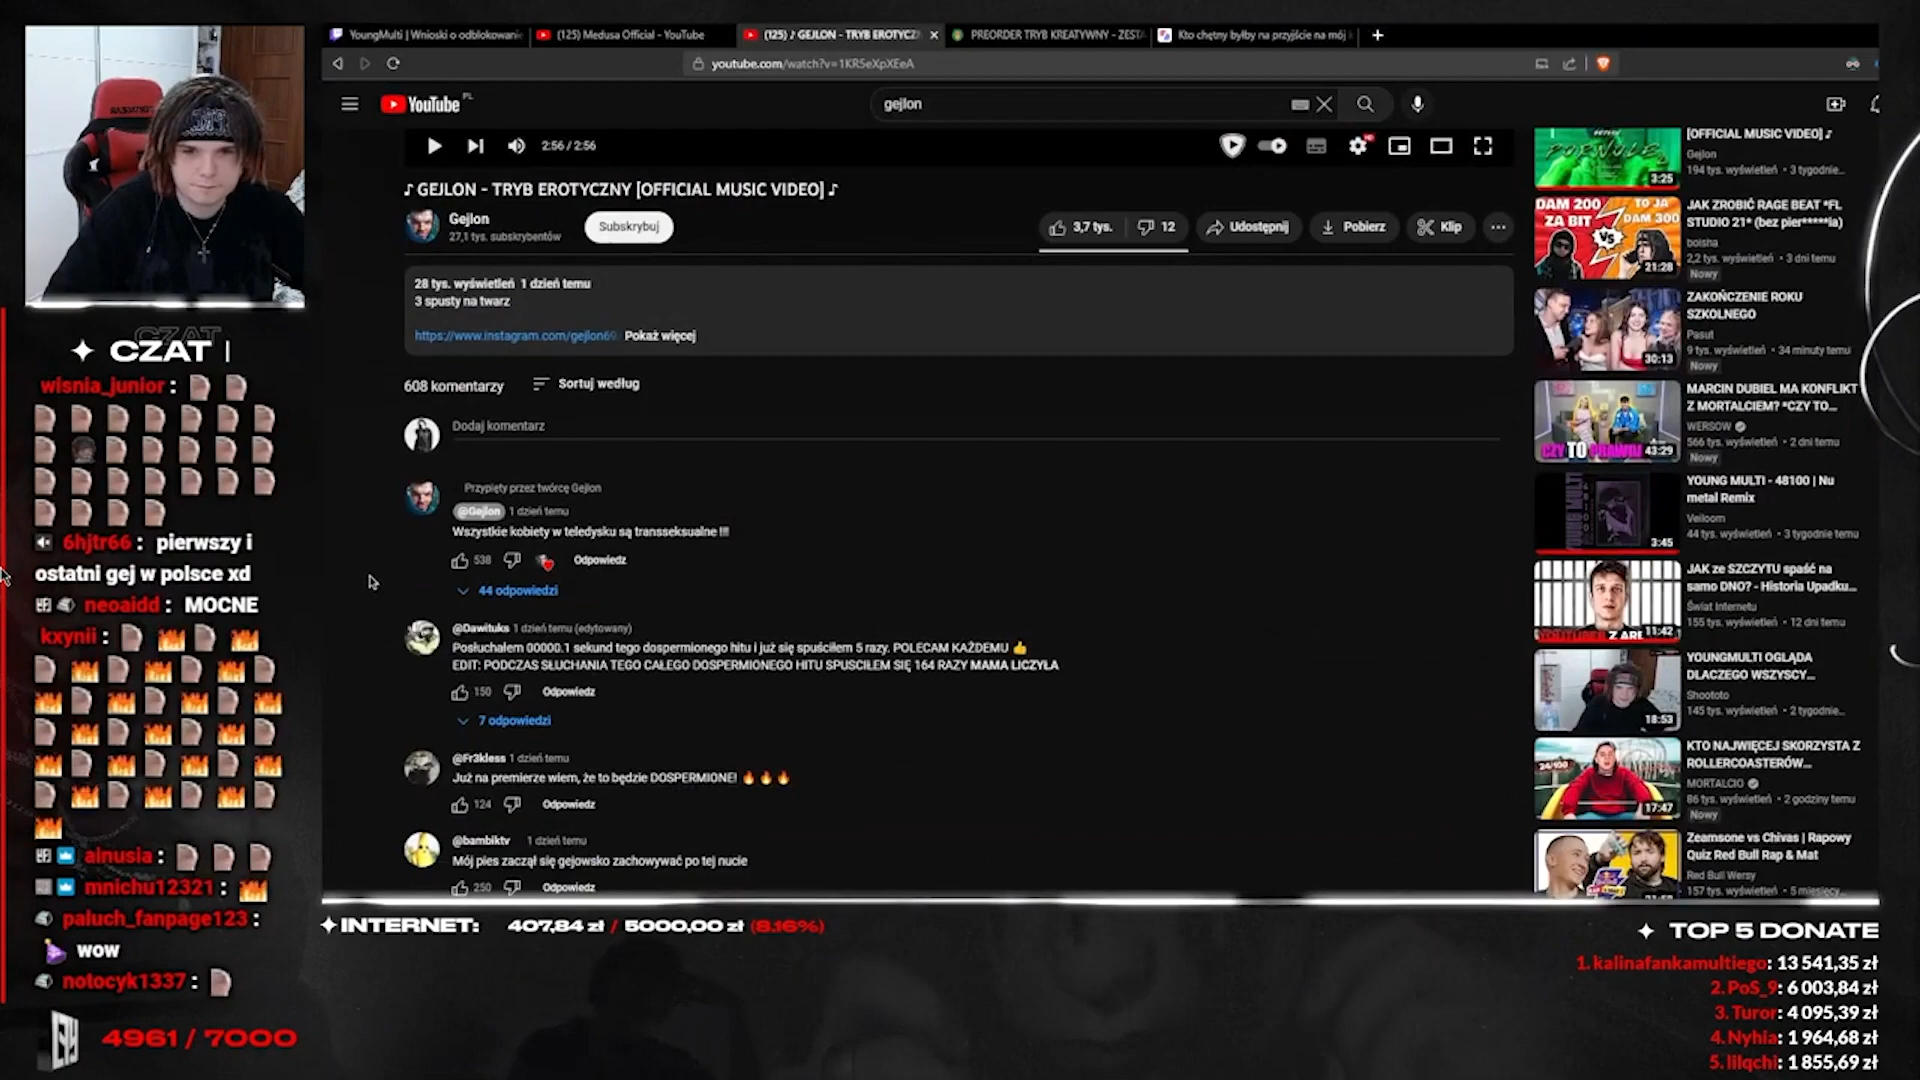 YoungMulti | Wnioski o odblokowanie
(125) Medusa Official - YouTube
(125) ♪ GEJLON - TRYB EROTYCZN
PREORDER TRYB KREATYWNY - ZESTA
Kto chętny byłby na przyjście na mój
youtube.com/watch?v=1KR5eXpXEeA
YouTube PL
gejlon
2:56 / 2:56
♪ GEJLON - TRYB EROTYCZNY [OFFICIAL MUSIC VIDEO] ♪
Gejlon
27,1 tys. subskrybentów
Subskrybuj
3,7 tys.
12
Udostępnij
Pobierz
Klip
28 tys. wyświetleń 1 dzień temu
3 spusty na twarz
https://www.instagram.com/gejlon69 Pokaż więcej
608 komentarzy
Sortuj według
Dodaj komentarz
Przypięty przez twórcę Gejlon
@Gejlon 1 dzień temu
Wszystkie kobiety w teledysku są transseksualne !!!
538
Odpowiedz
44 odpowiedzi
@Dawituks 1 dzień temu (edytowany)
Posłuchałem 00000.1 sekund tego dospermionego hitu i już się spuściłem 5 razy. POLECAM KAŻDEMU 👍
EDIT: PODCZAS SŁUCHANIA TEGO CAŁEGO DOSPERMIONEGO HITU SPUSCIŁEM SIĘ 164 RAZY MAMA LICZYŁA
150
Odpowiedz
7 odpowiedzi
@Fr3kless 1 dzień temu
Już na premierze wiem, że to będzie DOSPERMIONE! 🔥🔥🔥
124
Odpowiedz
@bambiktv 1 dzień temu
Mój pies zaczął się gejowsko zachowywać po tej nucie
250
Odpowiedz
[OFFICIAL MUSIC VIDEO] ♪
Gejlon
194 tys. wyświetleń • 3 tygodnie...
3:25
DAM 200 ZA BIT
VS
TO JA DAM 300
21:28
JAK ZROBIĆ RAGE BEAT *FL
STUDIO 21* (bez pier*****ia)
boisha
2,2 tys. wyświetleń • 3 dni temu
Nowy
30:13
ZAKOŃCZENIE ROKU
SZKOLNEGO
Pasut
9 tys. wyświetleń • 34 minuty temu
Nowy
CZY TO PRAWDA
43:29
MARCIN DUBIEL MA KONFLIKT
Z MORTALCIEM? *CZY TO...
WERSOW
566 tys. wyświetleń • 2 dni temu
Nowy
3:45
YOUNG MULTI - 48100 | Nu
metal Remix
Veiloom
44 tys. wyświetleń • 3 tygodnie temu
11:42
JAK ze SZCZYTU spaść na
samo DNO? - Historia Upadku...
Świat Internetu
155 tys. wyświetleń • 12 dni temu
18:53
YOUNGMULTI OGLĄDA
DLACZEGO WSZYSCY...
Shoototo
145 tys. wyświetleń • 2 tygodnie...
24/100
17:47
KTO NAJWIĘCEJ SKORZYSTA Z
ROLLERCOASTERÓW...
MORTALCIO
86 tys. wyświetleń • 2 godziny temu
Nowy
Zeamsone vs Chivas | Rapowy
Quiz Red Bull Rap & Mat
Red Bull Wersy
157 tys. wyświetleń • 5 miesięcy...
CZAT
CZAT |
wisnia_junior :
6hjtr66 : pierwszy i
ostatni gej w polsce xd
neoaidd : MOCNE
kxynii :
alnusia :
mnichu12321 :
paluch_fanpage123 :
wow
notocyk1337 :
4961 / 7000
INTERNET: 407,84 zł / 5000,00 zł (8.16%)
TOP 5 DONATE
1. kalinafankamultiego: 13 541,35 zł
2. PoS_9: 6 003,84 zł
3. Turor: 4 095,39 zł
4. Nyhia: 1 964,68 zł
5. lilqchi: 1 855,69 zł